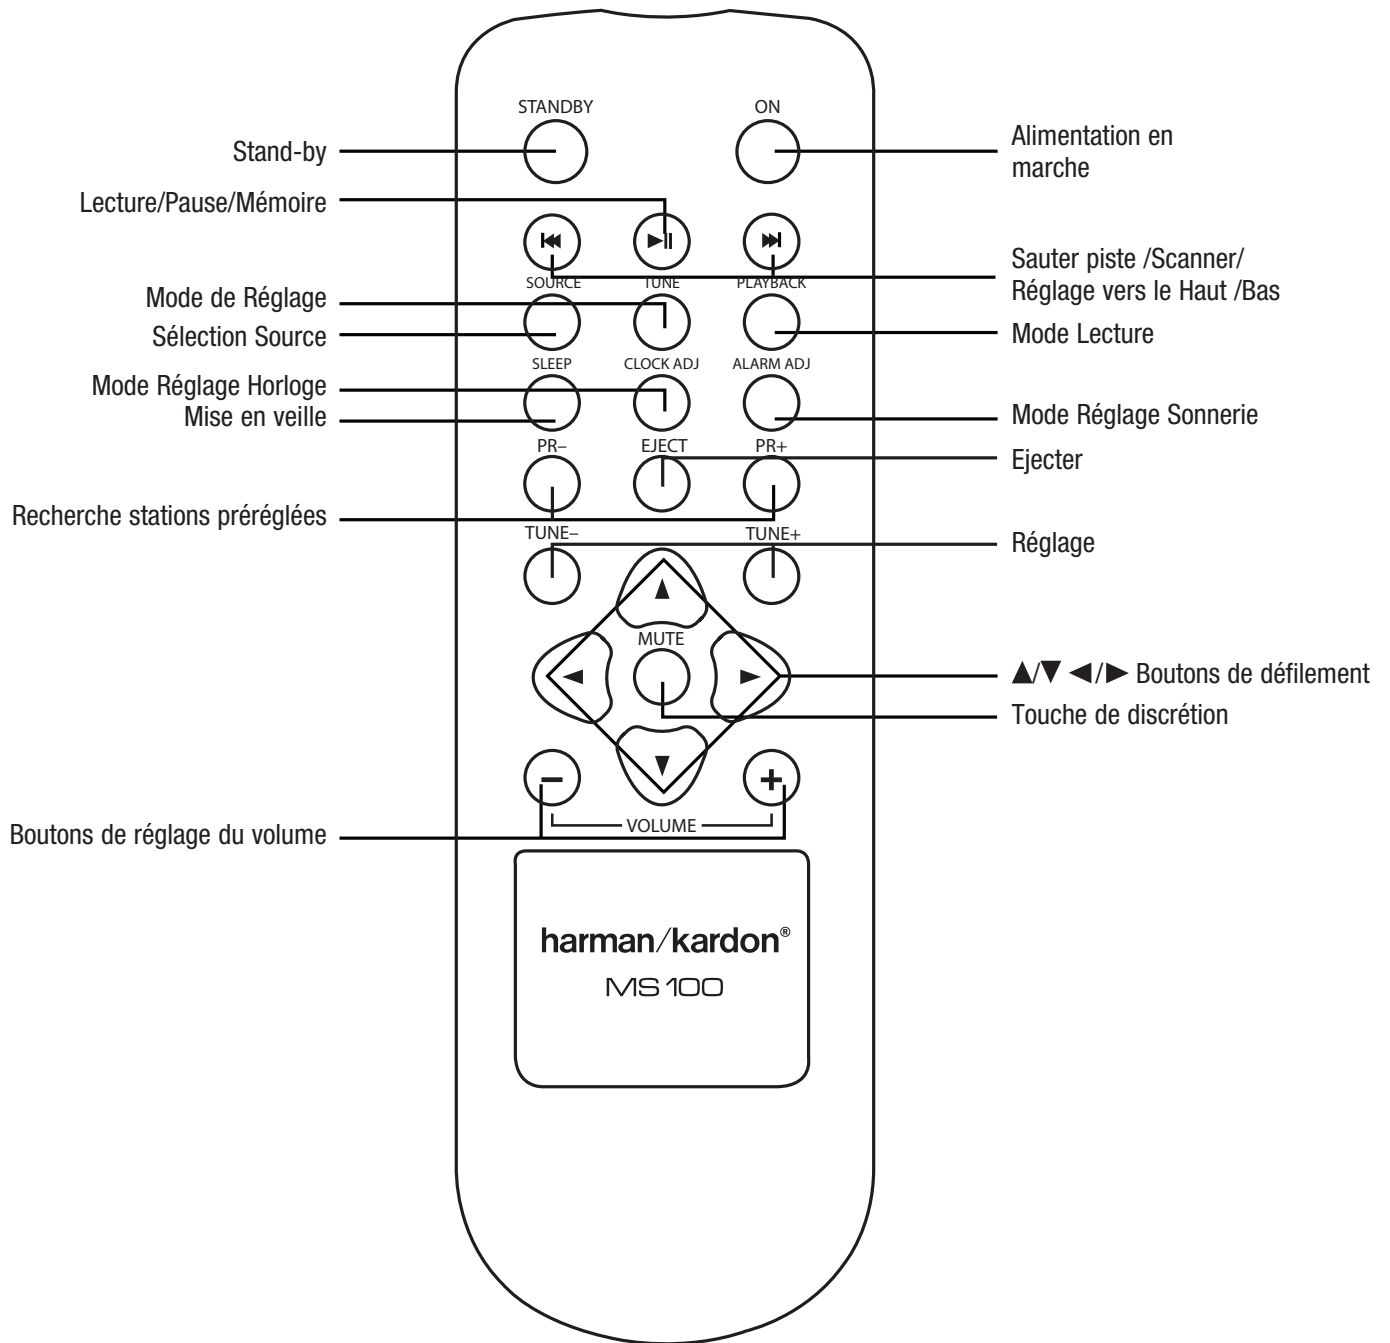 STANDBY
ON
Stand-by
Alimentation en
marche
Lecture/Pause/Mémoire
Sauter piste /Scanner/
Réglage vers le Haut /Bas
SOURCE
TUNE
PLAYBACK
Mode de Réglage
Sélection Source
Mode Lecture
SLEEP
CLOCK ADJ
ALARM ADJ
Mode Réglage Horloge
Mise en veille
Mode Réglage Sonnerie
PR–
EJECT
PR+
Ejecter
Recherche stations préréglées
TUNE–
TUNE+
Réglage
MUTE
▲/▼ ◄/► Boutons de défilement
Touche de discrétion
–
+
VOLUME
Boutons de réglage du volume
harman/kardon®
MS 100